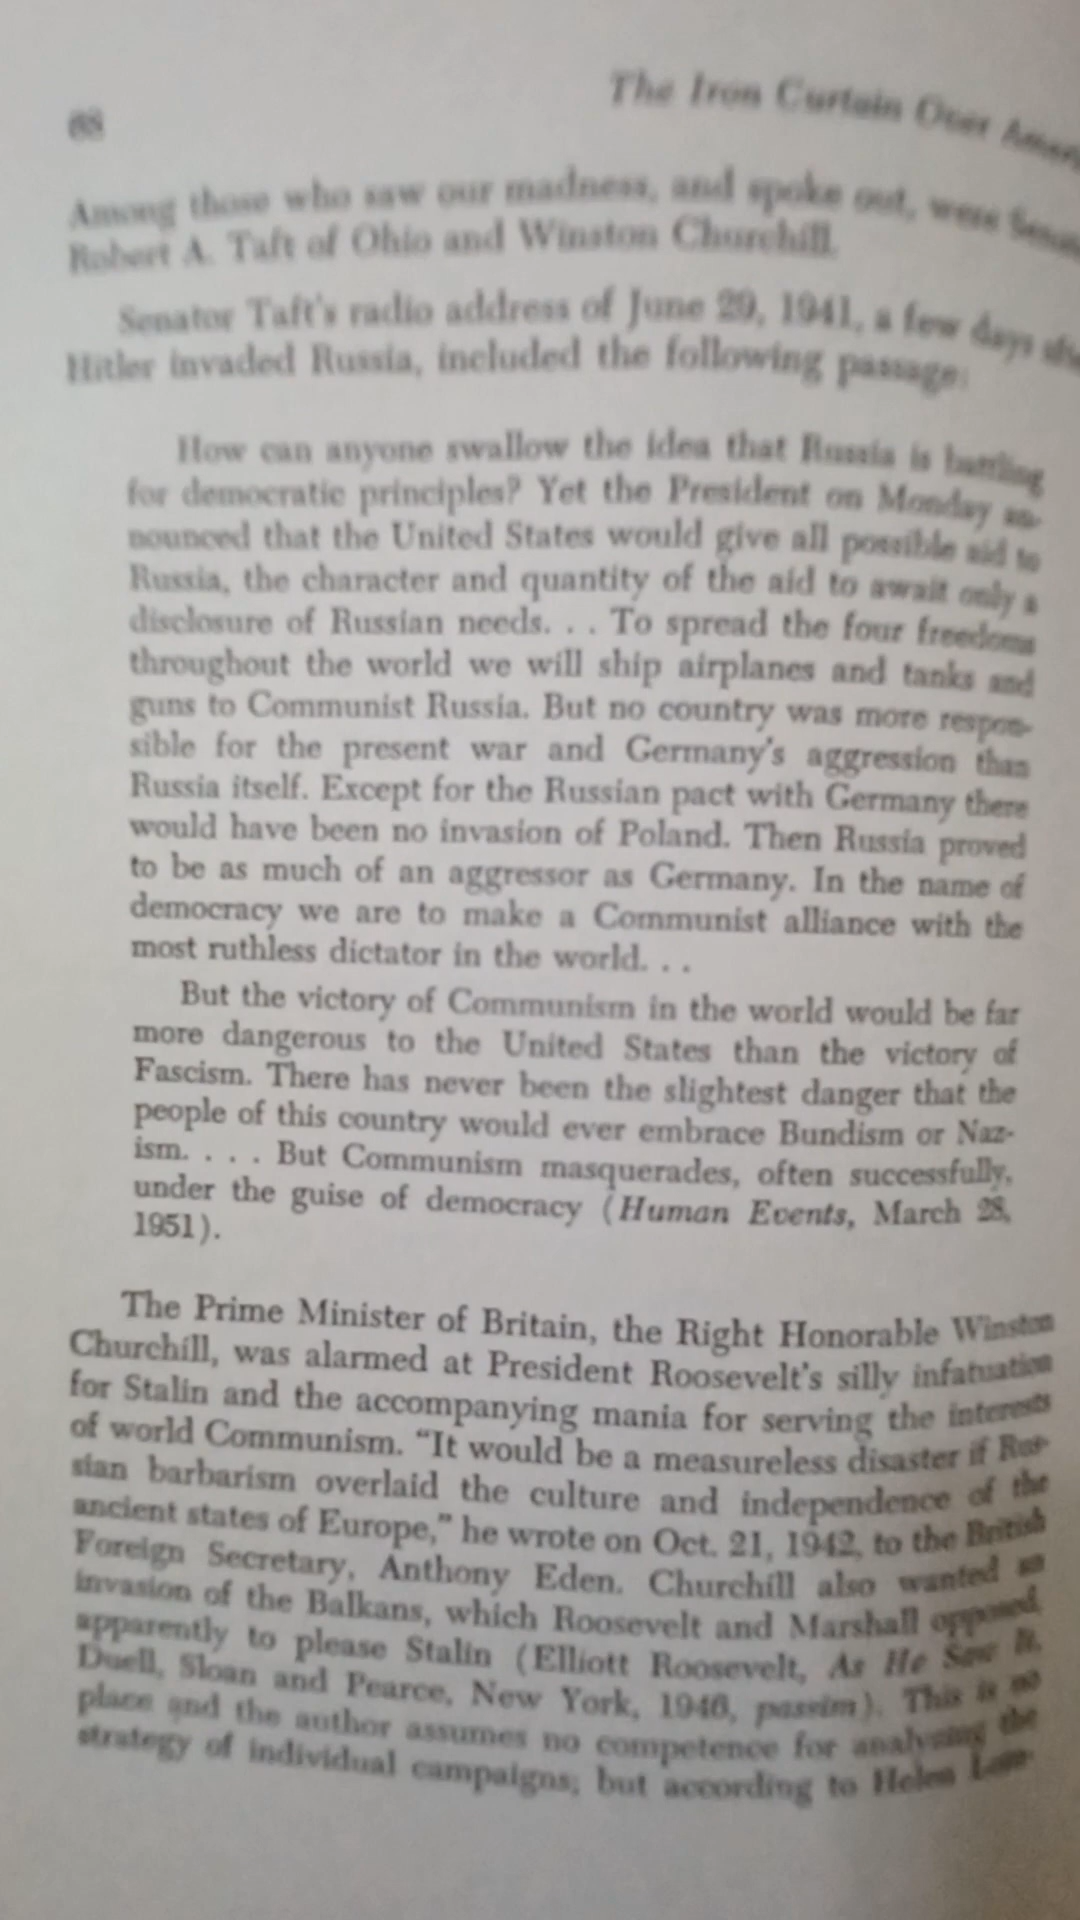 68
The Iron Curtain Over
Among those who saw our madness, and spoke out, were
Robert A. Taft of Ohio and Winston Churchill.
Senator Taft's radio address of June 29, 1941, a few days
Hitler invaded Russia, included the following passage:
How can anyone swallow the idea that Russia is battling
for democratic principles? Yet the President on Monday an-
nounced that the United States would give all possible aid to
Russia, the character and quantity of the aid to await only a
disclosure of Russian needs. . . To spread the four freedoms
throughout the world we will ship airplanes and tanks and
guns to Communist Russia. But no country was more respon-
sible for the present war and Germany's aggression than
Russia itself. Except for the Russian pact with Germany there
would have been no invasion of Poland. Then Russia proved
to be as much of an aggressor as Germany. In the name of
democracy we are to make a Communist alliance with the
most ruthless dictator in the world. . .
But the victory of Communism in the world would be far
more dangerous to the United States than the victory of
Fascism. There has never been the slightest danger that the
people of this country would ever embrace Bundism or Naz-
ism. . . . But Communism masquerades, often successfully,
under the guise of democracy (Human Events, March 28,
1951).
The Prime Minister of Britain, the Right Honorable Winston
Churchill, was alarmed at President Roosevelt's silly infatuation
for Stalin and the accompanying mania for serving the interests
of world Communism. "It would be a measureless disaster if Rus-
sian barbarism overlaid the culture and independence of the
ancient states of Europe," he wrote on Oct. 21, 1942, to the British
Foreign Secretary, Anthony Eden. Churchill also wanted an
invasion of the Balkans, which Roosevelt and Marshall opposed
apparently to please Stalin (Elliott Roosevelt, As He Saw It,
Duell, Sloan and Pearce, New York, 1946, passim). This is no
place and the author assumes no competence for analyzing the
strategy of individual campaigns; but according to Helen Lom-